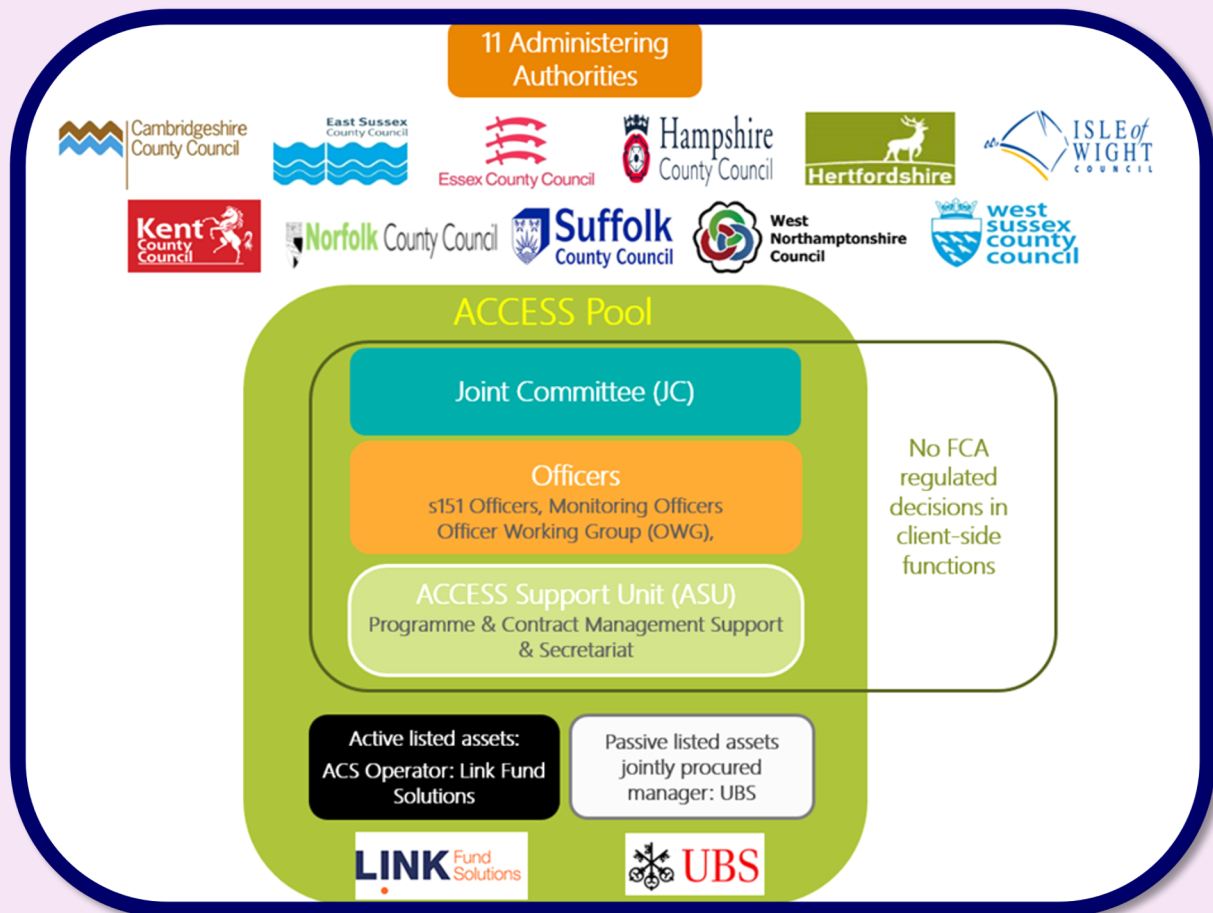 11 Administering
Authorities
Cambridgeshire
County Council
East Sussex
County Council
Essex County Council
Hampshire
County Council
Hertfordshire
ISLE of
WIGHT
COUNCIL
Kent
County
Council
Norfolk County Council
Suffolk
County Council
West
Northamptonshire
Council
west
sussex
county
council
ACCESS Pool
Joint Committee (JC)
Officers
s151 Officers, Monitoring Officers
Officer Working Group (OWG),
ACCESS Support Unit (ASU)
Programme & Contract Management Support
& Secretariat
No FCA
regulated
decisions in
client-side
functions
Active listed assets:
ACS Operator: Link Fund
Solutions
Passive listed assets
jointly procured
manager: UBS
LINK Fund
Solutions
UBS